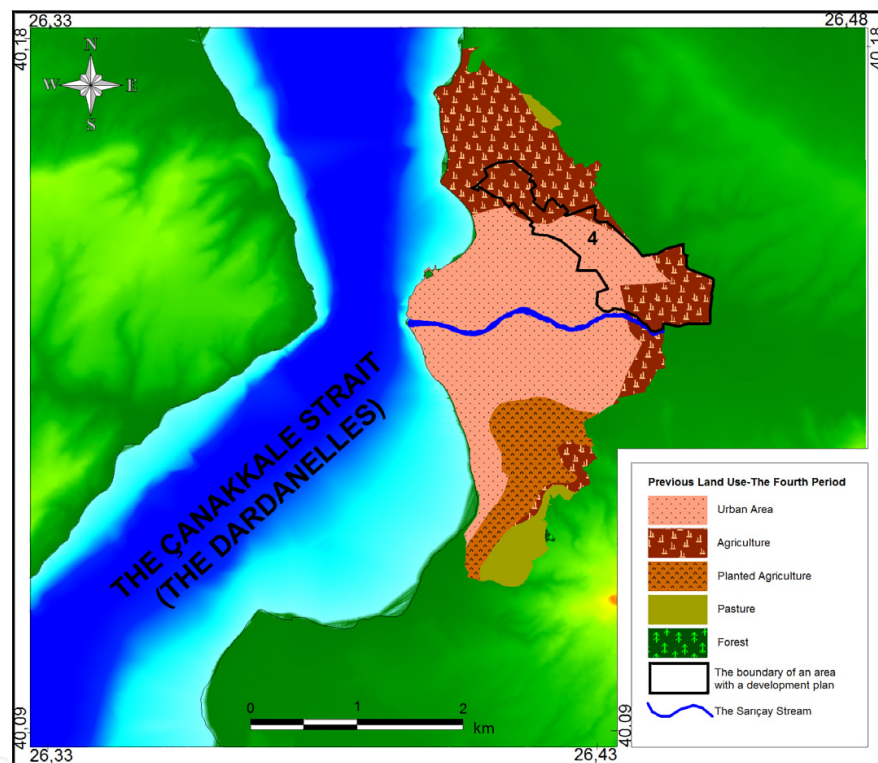 26,33
26,48
40,18
40,18
N
W
E
S
4
THE ÇANAKKALE STRAIT
(THE DARDANELLES)
Previous Land Use-The Fourth Period
Urban Area
Agriculture
Planted Agriculture
Pasture
Forest
The boundary of an area
with a development plan
The Sarıçay Stream
0
1
2
km
40,09
40,09
26,33
26,43